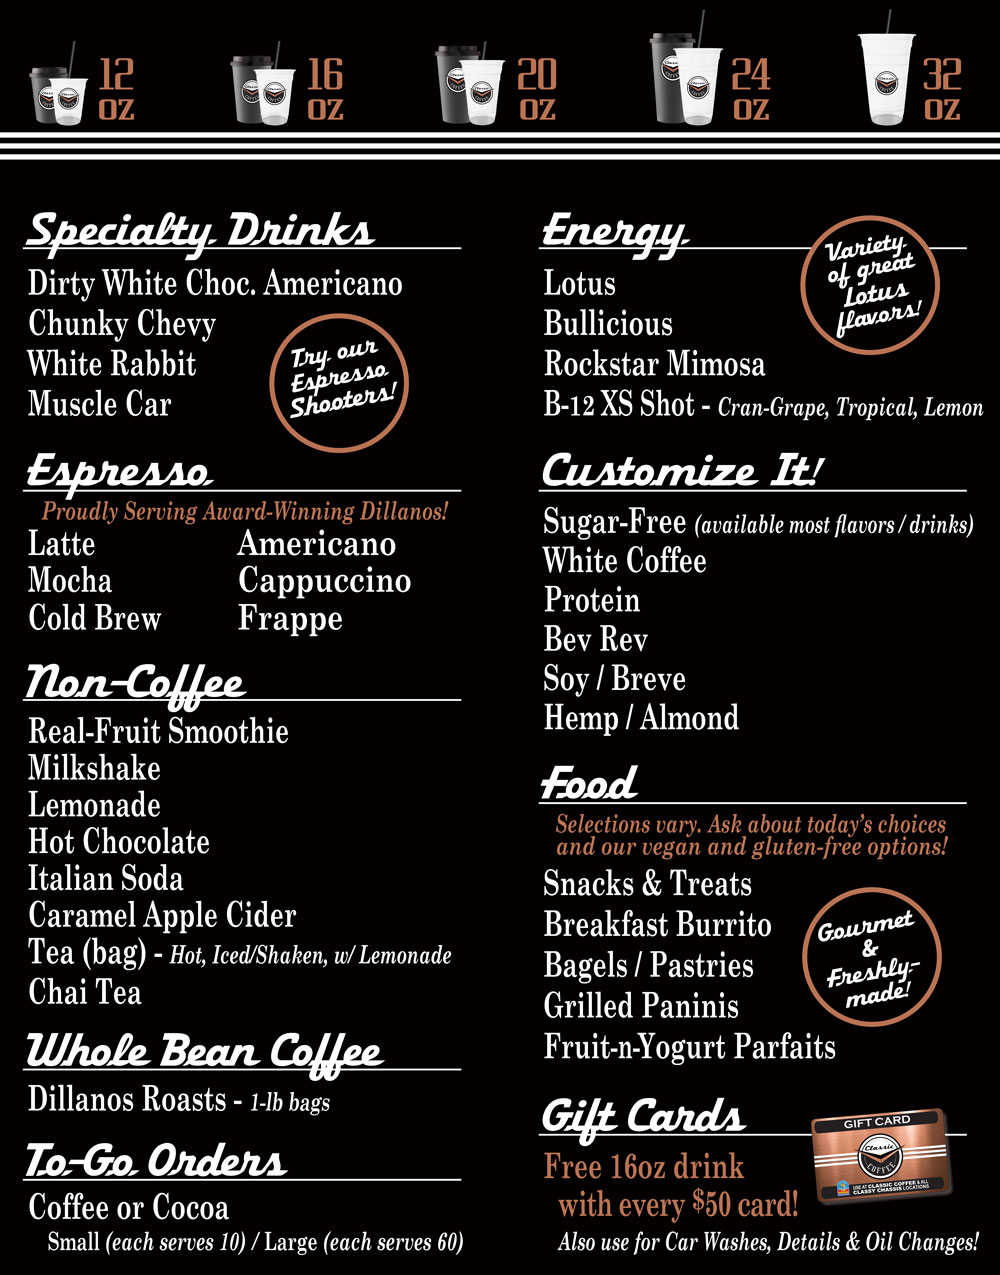 12 OZ
16 OZ
20 OZ
24 OZ
32 OZ
Specialty Drinks
Dirty White Choc. Americano
Chunky Chevy
White Rabbit
Muscle Car
Try our
Espresso
Shooters!
Espresso
Proudly Serving Award-Winning Dillanos!
Latte
Mocha
Cold Brew
Americano
Cappuccino
Frappe
Non-Coffee
Real-Fruit Smoothie
Milkshake
Lemonade
Hot Chocolate
Italian Soda
Caramel Apple Cider
Tea (bag) - Hot, Iced/Shaken, w/ Lemonade
Chai Tea
Whole Bean Coffee
Dillanos Roasts - 1-lb bags
To-Go Orders
Coffee or Cocoa
Small (each serves 10) / Large (each serves 60)
Energy
Lotus
Bullicious
Rockstar Mimosa
B-12 XS Shot - Cran-Grape, Tropical, Lemon
Variety
of great
Lotus
flavors!
Customize It!
Sugar-Free (available most flavors / drinks)
White Coffee
Protein
Bev Rev
Soy / Breve
Hemp / Almond
Food
Selections vary. Ask about today's choices
and our vegan and gluten-free options!
Snacks & Treats
Breakfast Burrito
Bagels / Pastries
Grilled Paninis
Fruit-n-Yogurt Parfaits
Gourmet
&
Freshly-
made!
Gift Cards
Free 16oz drink
with every $50 card!
Also use for Car Washes, Details & Oil Changes!
GIFT CARD
Classic
COFFEE
USE AT CLASSIC COFFEE & ALL
CLASSY CHASSIS LOCATIONS